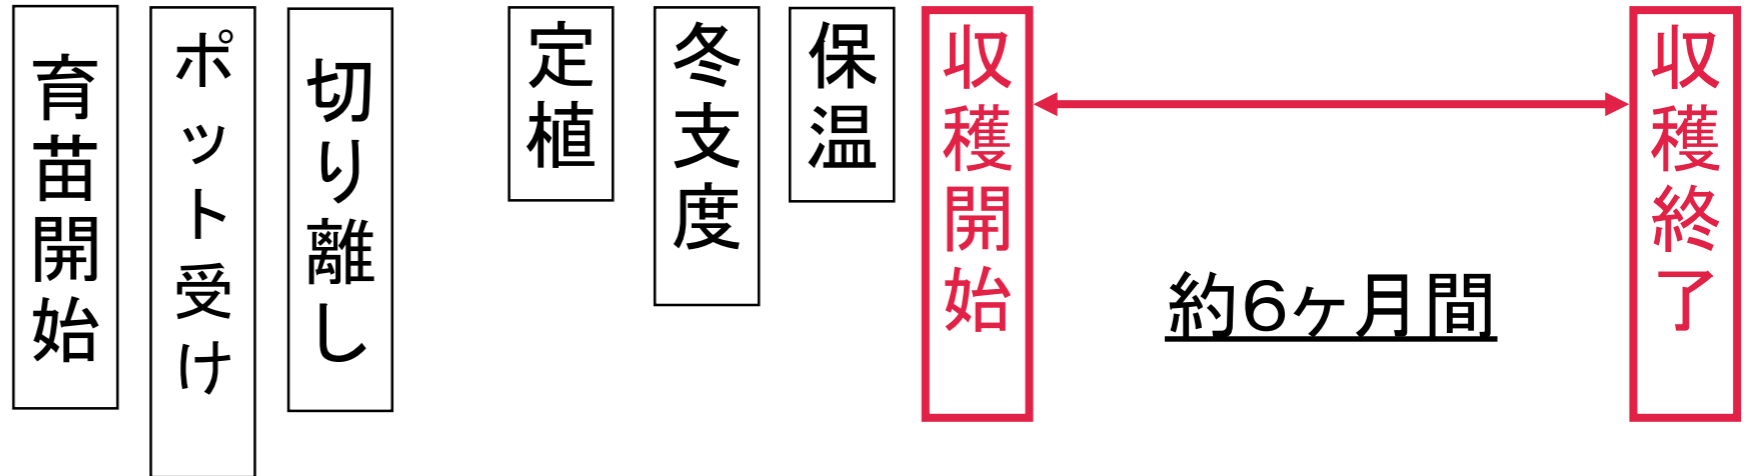 育苗開始
ポット受け
切り離し
定植
冬支度
保温
収穫開始
約6ヶ月間
収穫終了